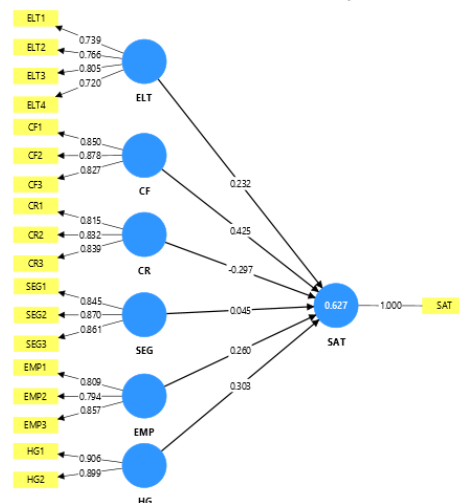 ELT1
0.739
ELT2
0.766
ELT3
0.805
ELT4
0.720
ELT
CF1
0.850
CF2
0.878
CF3
0.827
CF
CR1
0.815
CR2
0.832
CR3
0.839
CR
SEG1
0.845
SEG2
0.870
SEG3
0.861
SEG
EMP1
0.809
EMP2
0.794
EMP3
0.857
EMP
HG1
0.906
HG2
0.899
HG
0.232
0.425
-0.297
0.045
0.260
0.303
0.627
SAT
1.000
SAT